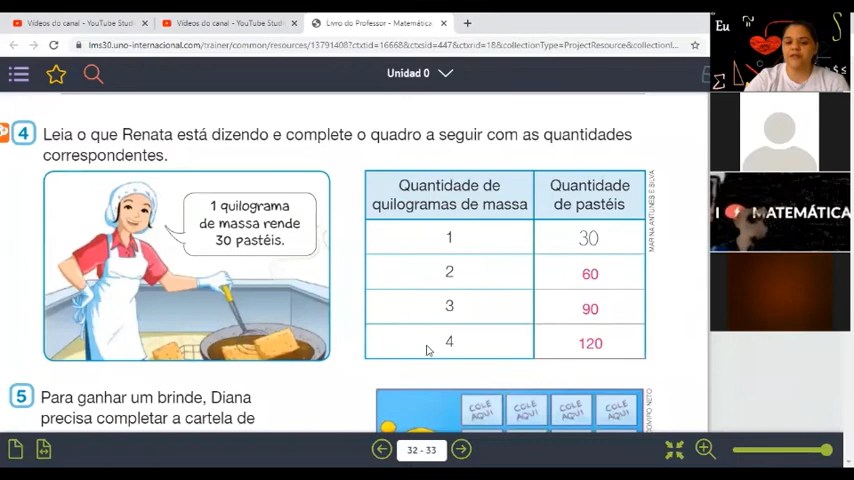 Vídeos do canal - YouTube Studi
Vídeos do canal - YouTube Studi
Livro do Professor - Matemática
lms30.uno-internacional.com/trainer/common/resources/13791408?ctxtid=16668&ctxsid=447&ctxrid=18&collectionType=ProjectResource&collectionI...
Unidad 0
Eu
4 Leia o que Renata está dizendo e complete o quadro a seguir com as quantidades
correspondentes.
1 quilograma
de massa rende
30 pastéis.
Quantidade de
quilogramas de massa
Quantidade
de pastéis
1 30
2 60
3 90
4 120
MARINA ANTUNES E SILVA
MATEMÁTICA
5 Para ganhar um brinde, Diana
precisa completar a cartela de
COLE
AQUI
COLE
AQUI
COLE
AQUI
COLE
AQUI
32 - 33